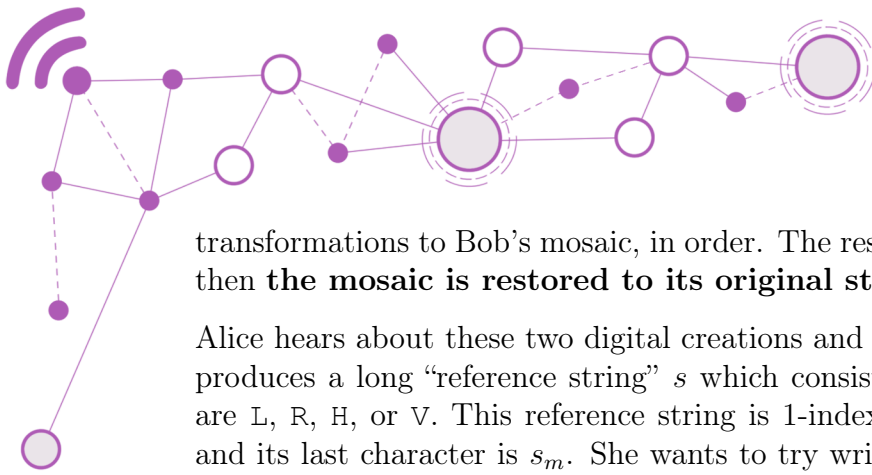 transformations to Bob's mosaic, in order. The res
then the mosaic is restored to its original st
Alice hears about these two digital creations and
produces a long “reference string” s which consis
are L, R, H, or V. This reference string is 1-index
and its last character is sₘ. She wants to try wri